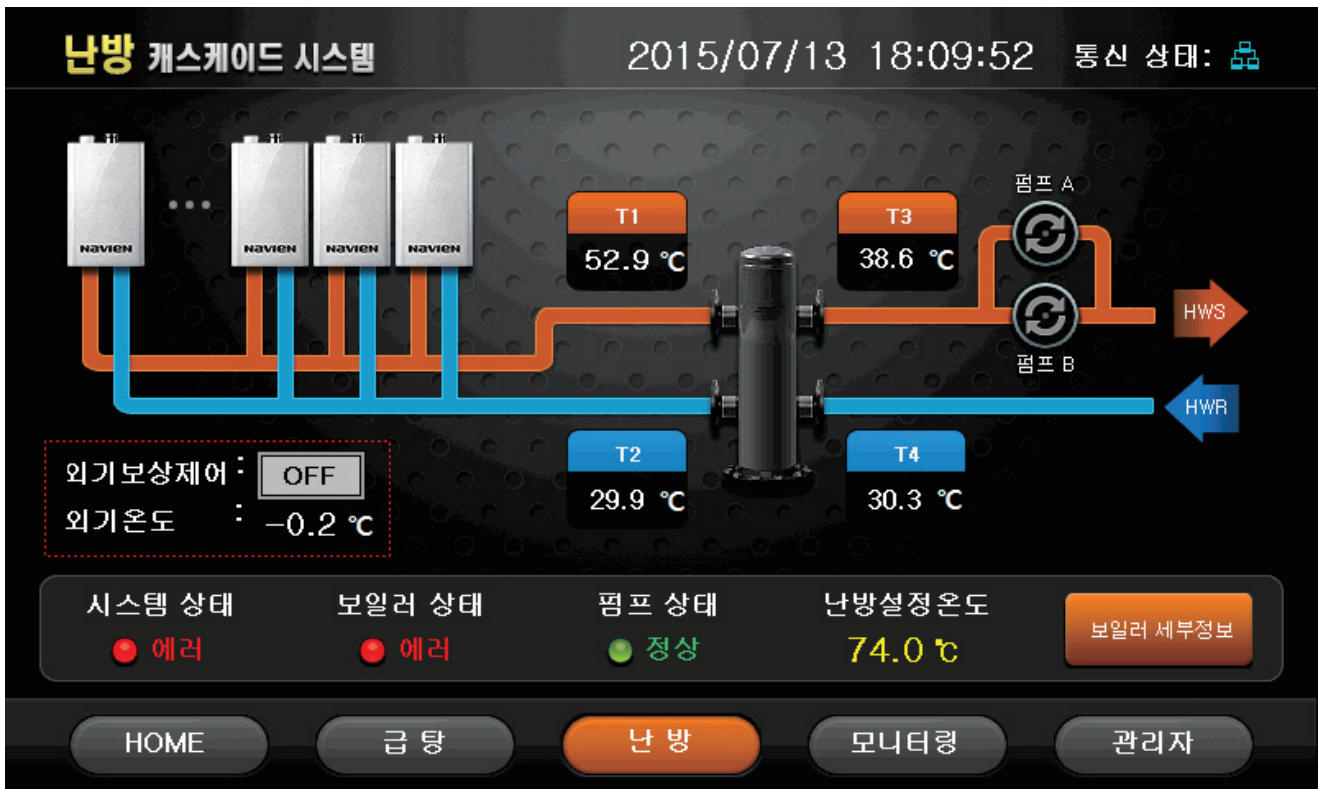 난방 캐스케이드 시스템
2015/07/13 18:09:52
통신 상태:
NAVIEN
NAVIEN
NAVIEN
NAVIEN
T1
52.9 ℃
T3
38.6 ℃
펌프 A
HWS
펌프 B
HWR
외기보상제어 : OFF
외기온도 : -0.2 ℃
T2
29.9 ℃
T4
30.3 ℃
시스템 상태
에러
보일러 상태
에러
펌프 상태
정상
난방설정온도
74.0 ℃
보일러 세부정보
HOME
급 탕
난 방
모니터링
관리자